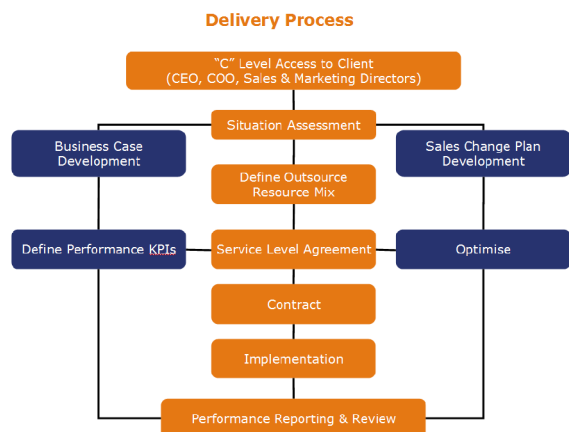 Delivery Process
“C” Level Access to Client
(CEO, COO, Sales & Marketing Directors)
Situation Assessment
Business Case
Development
Sales Change Plan
Development
Define Outsource
Resource Mix
Define Performance KPIs
Service Level Agreement
Optimise
Contract
Implementation
Performance Reporting & Review